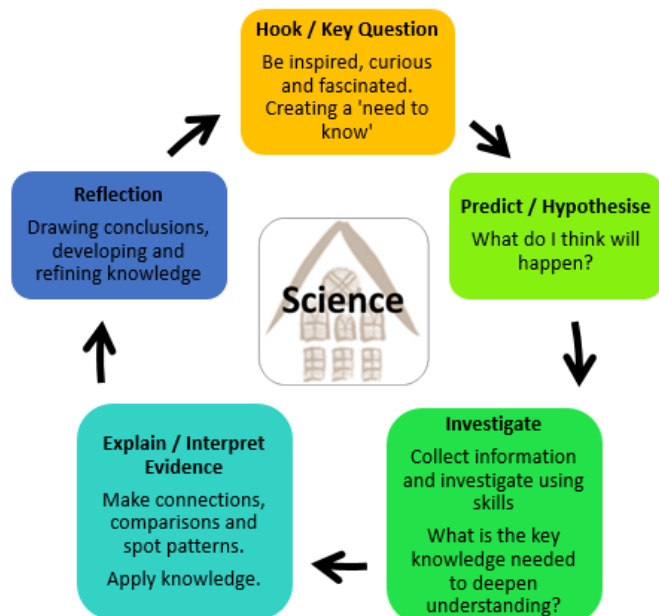 Hook / Key Question
Be inspired, curious
and fascinated.
Creating a 'need to
know'
Predict / Hypothesise
What do I think will
happen?
Investigate
Collect information
and investigate using
skills
What is the key
knowledge needed
to deepen
understanding?
Explain / Interpret
Evidence
Make connections,
comparisons and
spot patterns.
Apply knowledge.
Reflection
Drawing conclusions,
developing and
refining knowledge
Science